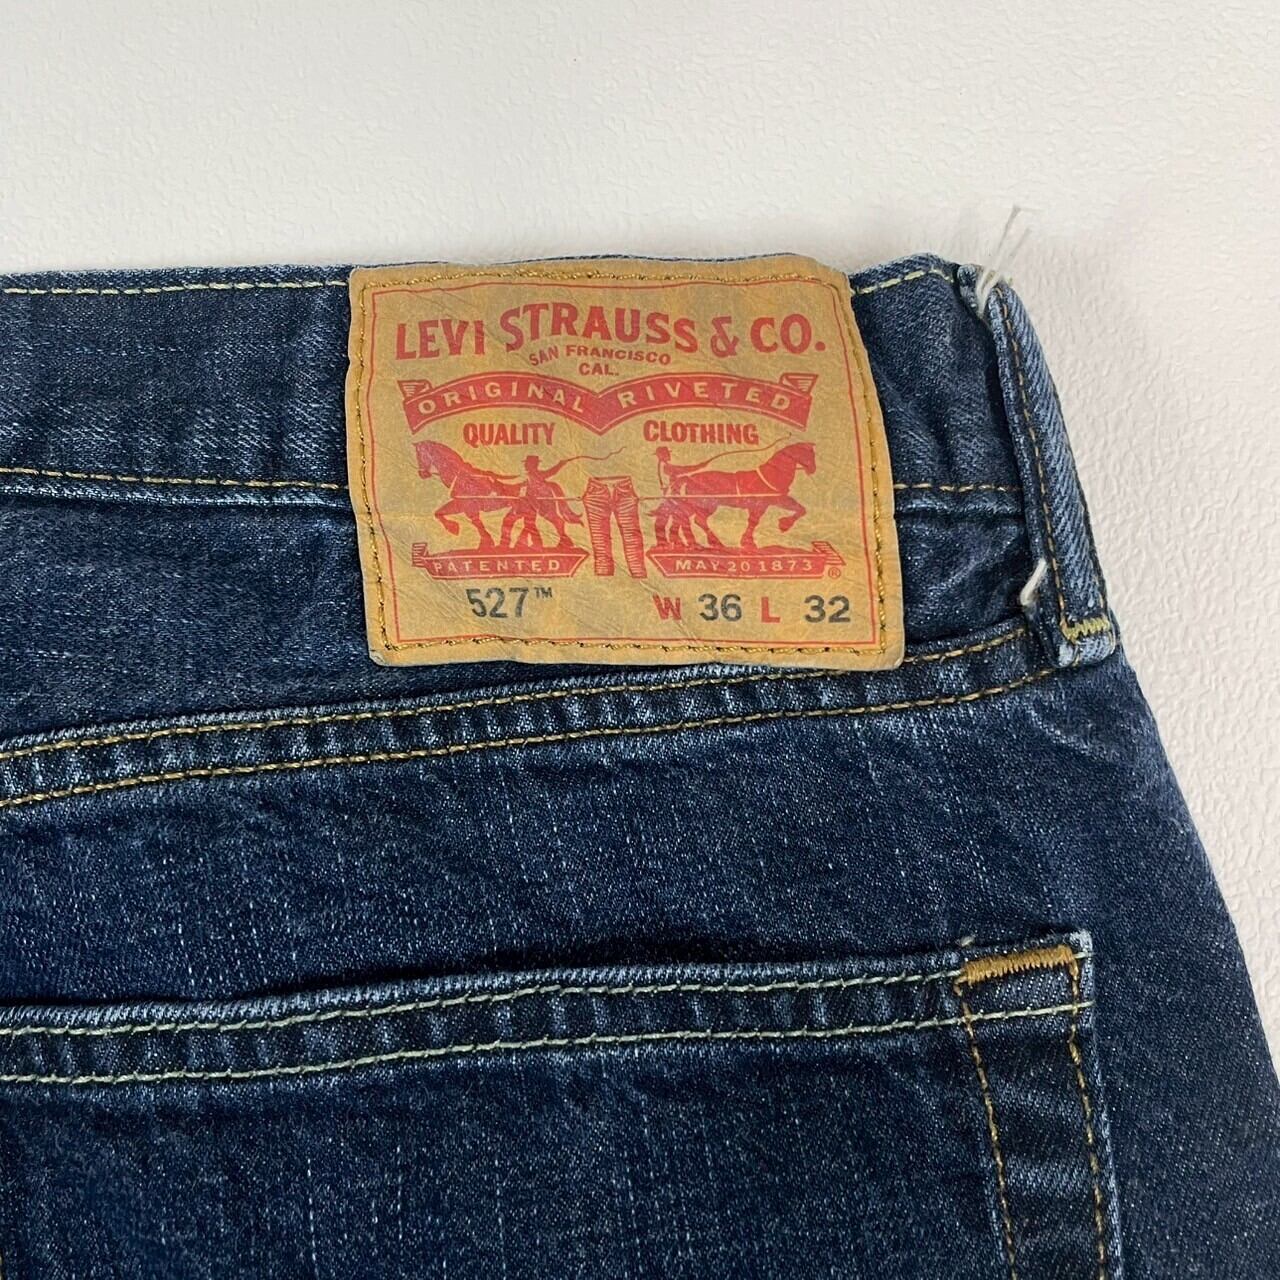 LEVI STRAUSS & CO.
SAN FRANCISCO
CAL.
ORIGINAL RIVETED
QUALITY CLOTHING
PATENTED MAY 20 1873 ®
527™ W 36 L 32